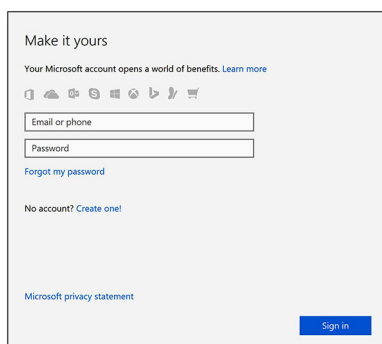 Make it yours
Your Microsoft account opens a world of benefits. Learn more
Email or phone
Password
Forgot my password
No account? Create one!
Microsoft privacy statement
Sign in